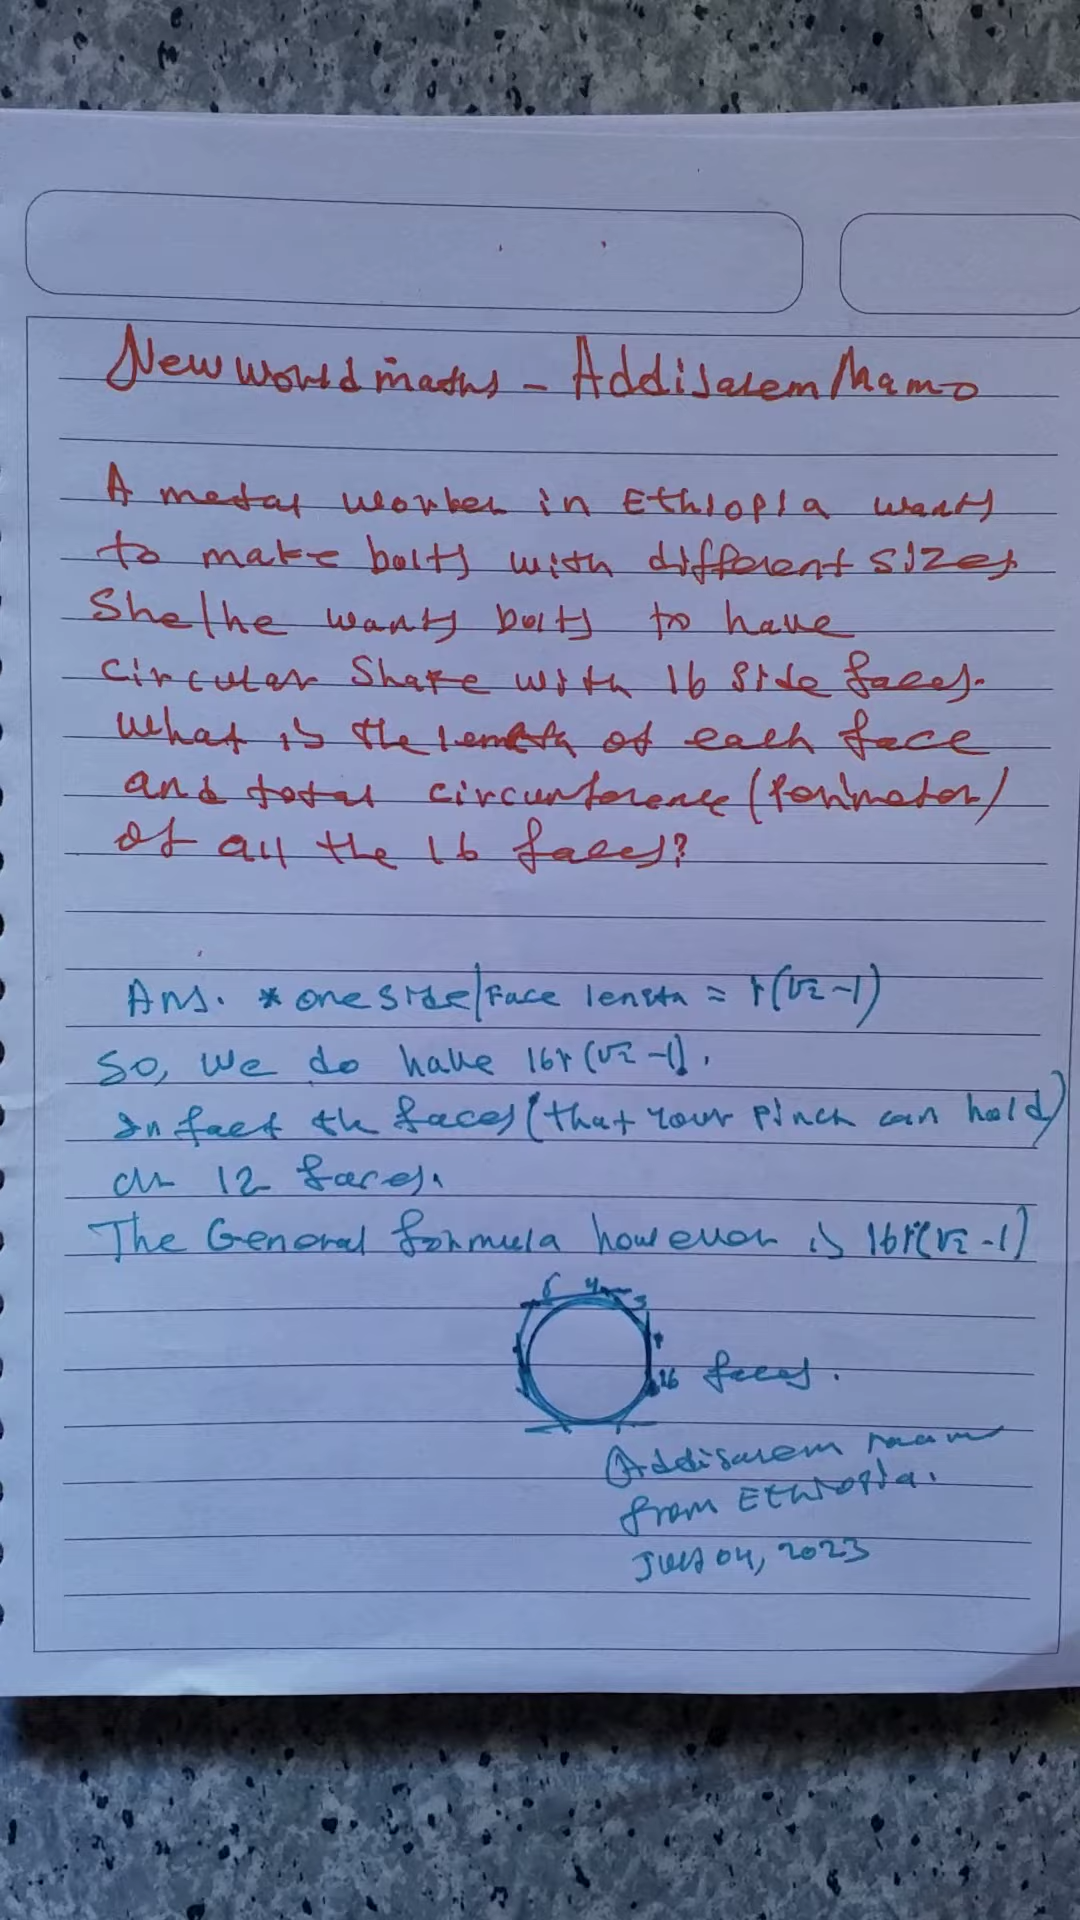 New world maths - Addisalem Mamo
A metal worker in Ethiopia wants
to make bolts with different sizes
She/he wants bolts to have
circular Shape with 16 side faces.
What is the length of each face
and total circumference (Perimeter)
of all the 16 faces?
Ans. * one side/Face length = r(√2-1)
So, we do have 16r(√2-1).
In fact the faces (that your pinch can hold)
are 12 faces.
The General formula however is 16r(√2-1)
16 faces.
Addisalem
from Ethiopia.
July 04, 2023